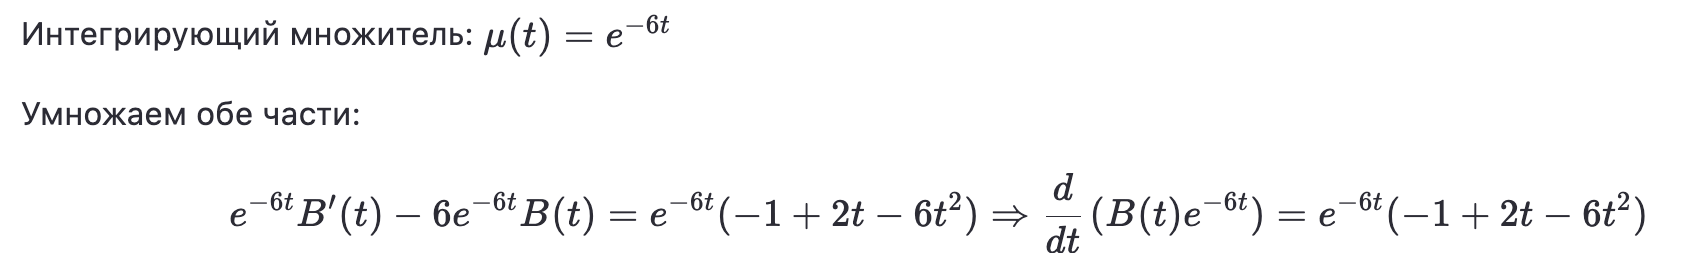 Интегрирующий множитель: μ(t) = e^{−6t}
Умножаем обе части:
e^{−6t}B′(t) − 6e^{−6t}B(t) = e^{−6t}(−1 + 2t − 6t²) ⇒ \frac{d}{dt}(B(t)e^{−6t}) = e^{−6t}(−1 + 2t − 6t²)